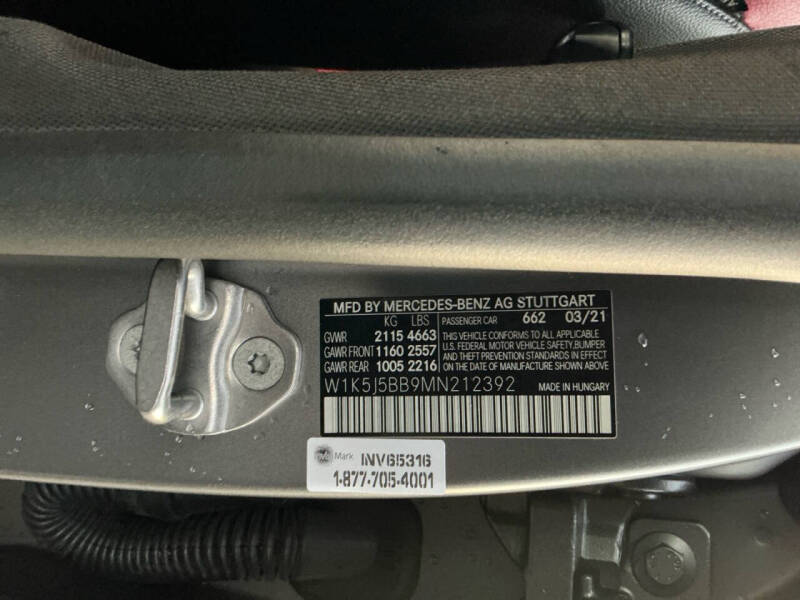 MFD BY MERCEDES-BENZ AG STUTTGART
KG LBS PASSENGER CAR 662 03/21
GVWR 2115 4663 THIS VEHICLE CONFORMS TO ALL APPLICABLE
U.S. FEDERAL MOTOR VEHICLE SAFETY, BUMPER
GAWR FRONT 1160 2557 AND THEFT PREVENTION STANDARDS IN EFFECT
GAWR REAR 1005 2216 ON THE DATE OF MANUFACTURE SHOWN ABOVE
W1K5J5BB9MN212392 MADE IN HUNGARY
Mark INV65316
1-877-705-4001